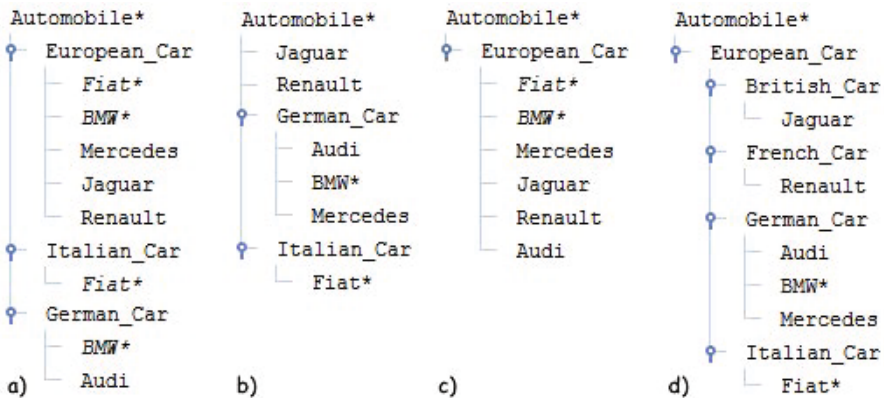 Automobile*
European_Car
Fiat*
BMW*
Mercedes
Jaguar
Renault
Italian_Car
Fiat*
German_Car
BMW*
Audi
a)
Automobile*
Jaguar
Renault
German_Car
Audi
BMW*
Mercedes
Italian_Car
Fiat*
b)
Automobile*
European_Car
Fiat*
BMW*
Mercedes
Jaguar
Renault
Audi
c)
Automobile*
European_Car
British_Car
Jaguar
French_Car
Renault
German_Car
Audi
BMW*
Mercedes
Italian_Car
Fiat*
d)